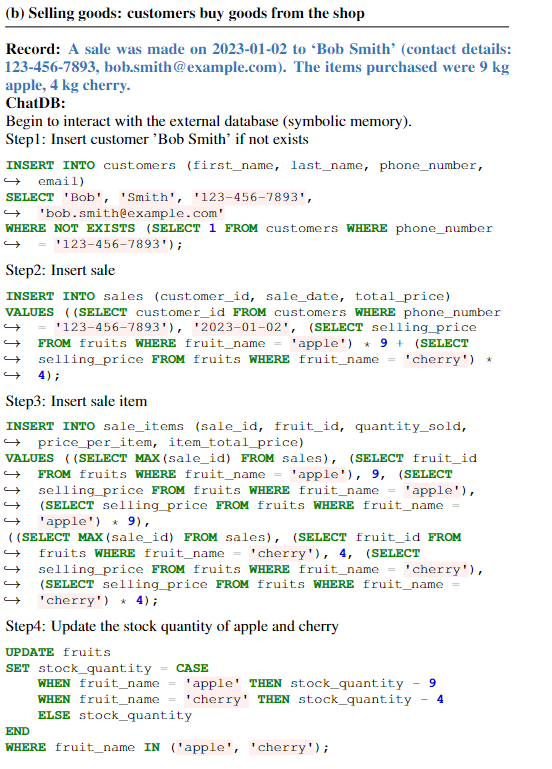 (b) Selling goods: customers buy goods from the shop
Record: A sale was made on 2023-01-02 to ‘Bob Smith’ (contact details:
123-456-7893, bob.smith@example.com). The items purchased were 9 kg
apple, 4 kg cherry.
ChatDB:
Begin to interact with the external database (symbolic memory).
Step1: Insert customer ’Bob Smith’ if not exists
INSERT INTO customers (first_name, last_name, phone_number,
↪ email)
SELECT 'Bob', 'Smith', '123-456-7893',
↪ 'bob.smith@example.com'
WHERE NOT EXISTS (SELECT 1 FROM customers WHERE phone_number
↪ = '123-456-7893');
Step2: Insert sale
INSERT INTO sales (customer_id, sale_date, total_price)
VALUES ((SELECT customer_id FROM customers WHERE phone_number
↪ = '123-456-7893'), '2023-01-02', (SELECT selling_price
↪ FROM fruits WHERE fruit_name = 'apple') * 9 + (SELECT
↪ selling_price FROM fruits WHERE fruit_name = 'cherry') *
↪ 4);
Step3: Insert sale item
INSERT INTO sale_items (sale_id, fruit_id, quantity_sold,
↪ price_per_item, item_total_price)
VALUES ((SELECT MAX(sale_id) FROM sales), (SELECT fruit_id
↪ FROM fruits WHERE fruit_name = 'apple'), 9, (SELECT
↪ selling_price FROM fruits WHERE fruit_name = 'apple'),
↪ (SELECT selling_price FROM fruits WHERE fruit_name =
↪ 'apple') * 9),
((SELECT MAX(sale_id) FROM sales), (SELECT fruit_id FROM
↪ fruits WHERE fruit_name = 'cherry'), 4, (SELECT
↪ selling_price FROM fruits WHERE fruit_name = 'cherry'),
↪ (SELECT selling_price FROM fruits WHERE fruit_name =
↪ 'cherry') * 4);
Step4: Update the stock quantity of apple and cherry
UPDATE fruits
SET stock_quantity = CASE
WHEN fruit_name = 'apple' THEN stock_quantity - 9
WHEN fruit_name = 'cherry' THEN stock_quantity - 4
ELSE stock_quantity
END
WHERE fruit_name IN ('apple', 'cherry');